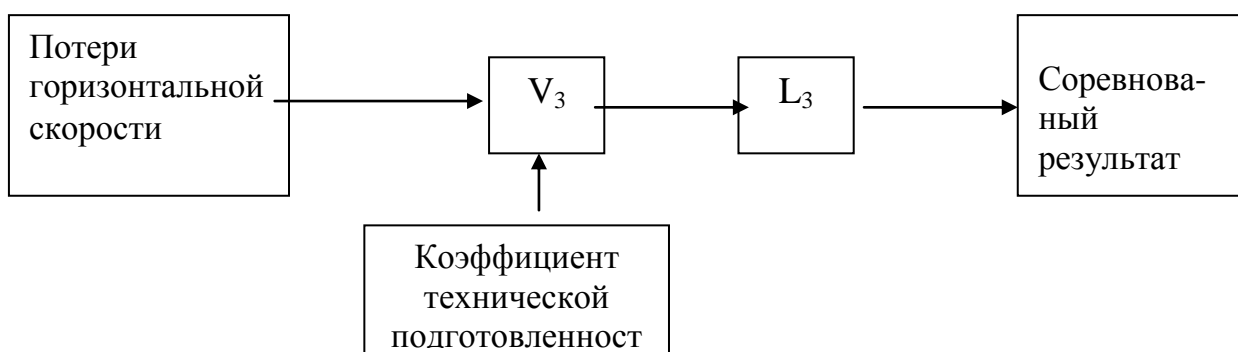 Потери
горизонтальной
скорости
V₃
L₃
Соревнова-
ный
результат
Коэффициент
технической
подготовленност